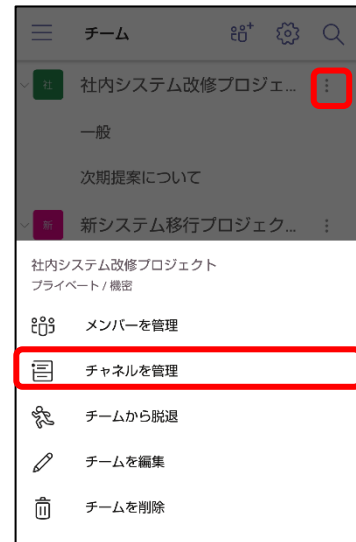 チーム
社 社内システム改修プロジェ...
一般
次期提案について
新 新システム移行プロジェク...
社内システム改修プロジェクト
プライベート / 機密
メンバーを管理
チャネルを管理
チームから脱退
チームを編集
チームを削除